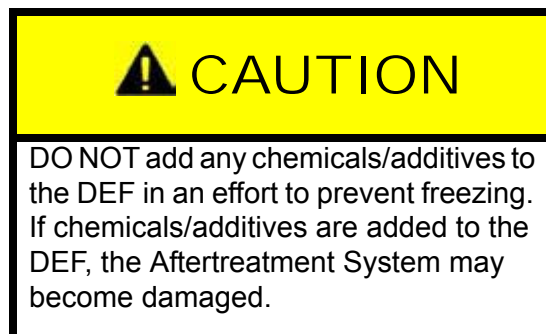 CAUTION
DO NOT add any chemicals/additives to
the DEF in an effort to prevent freezing.
If chemicals/additives are added to the
DEF, the Aftertreatment System may
become damaged.